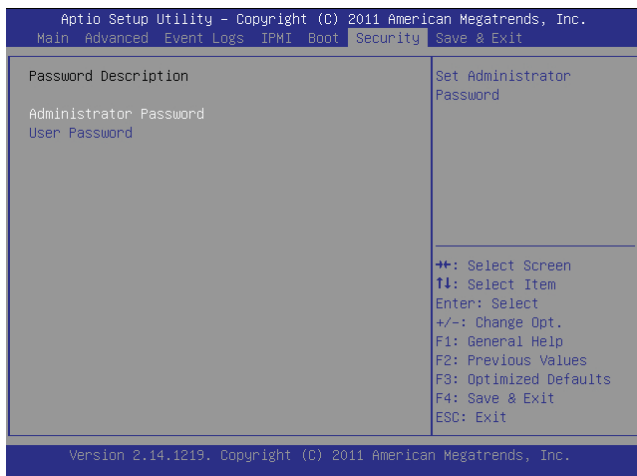 Aptio Setup Utility – Copyright (C) 2011 American Megatrends, Inc.
Main Advanced Event Logs IPMI Boot Security Save & Exit
Password Description
Administrator Password
User Password
Set Administrator
Password
→←: Select Screen
↑↓: Select Item
Enter: Select
+/-: Change Opt.
F1: General Help
F2: Previous Values
F3: Optimized Defaults
F4: Save & Exit
ESC: Exit
Version 2.14.1219. Copyright (C) 2011 American Megatrends, Inc.